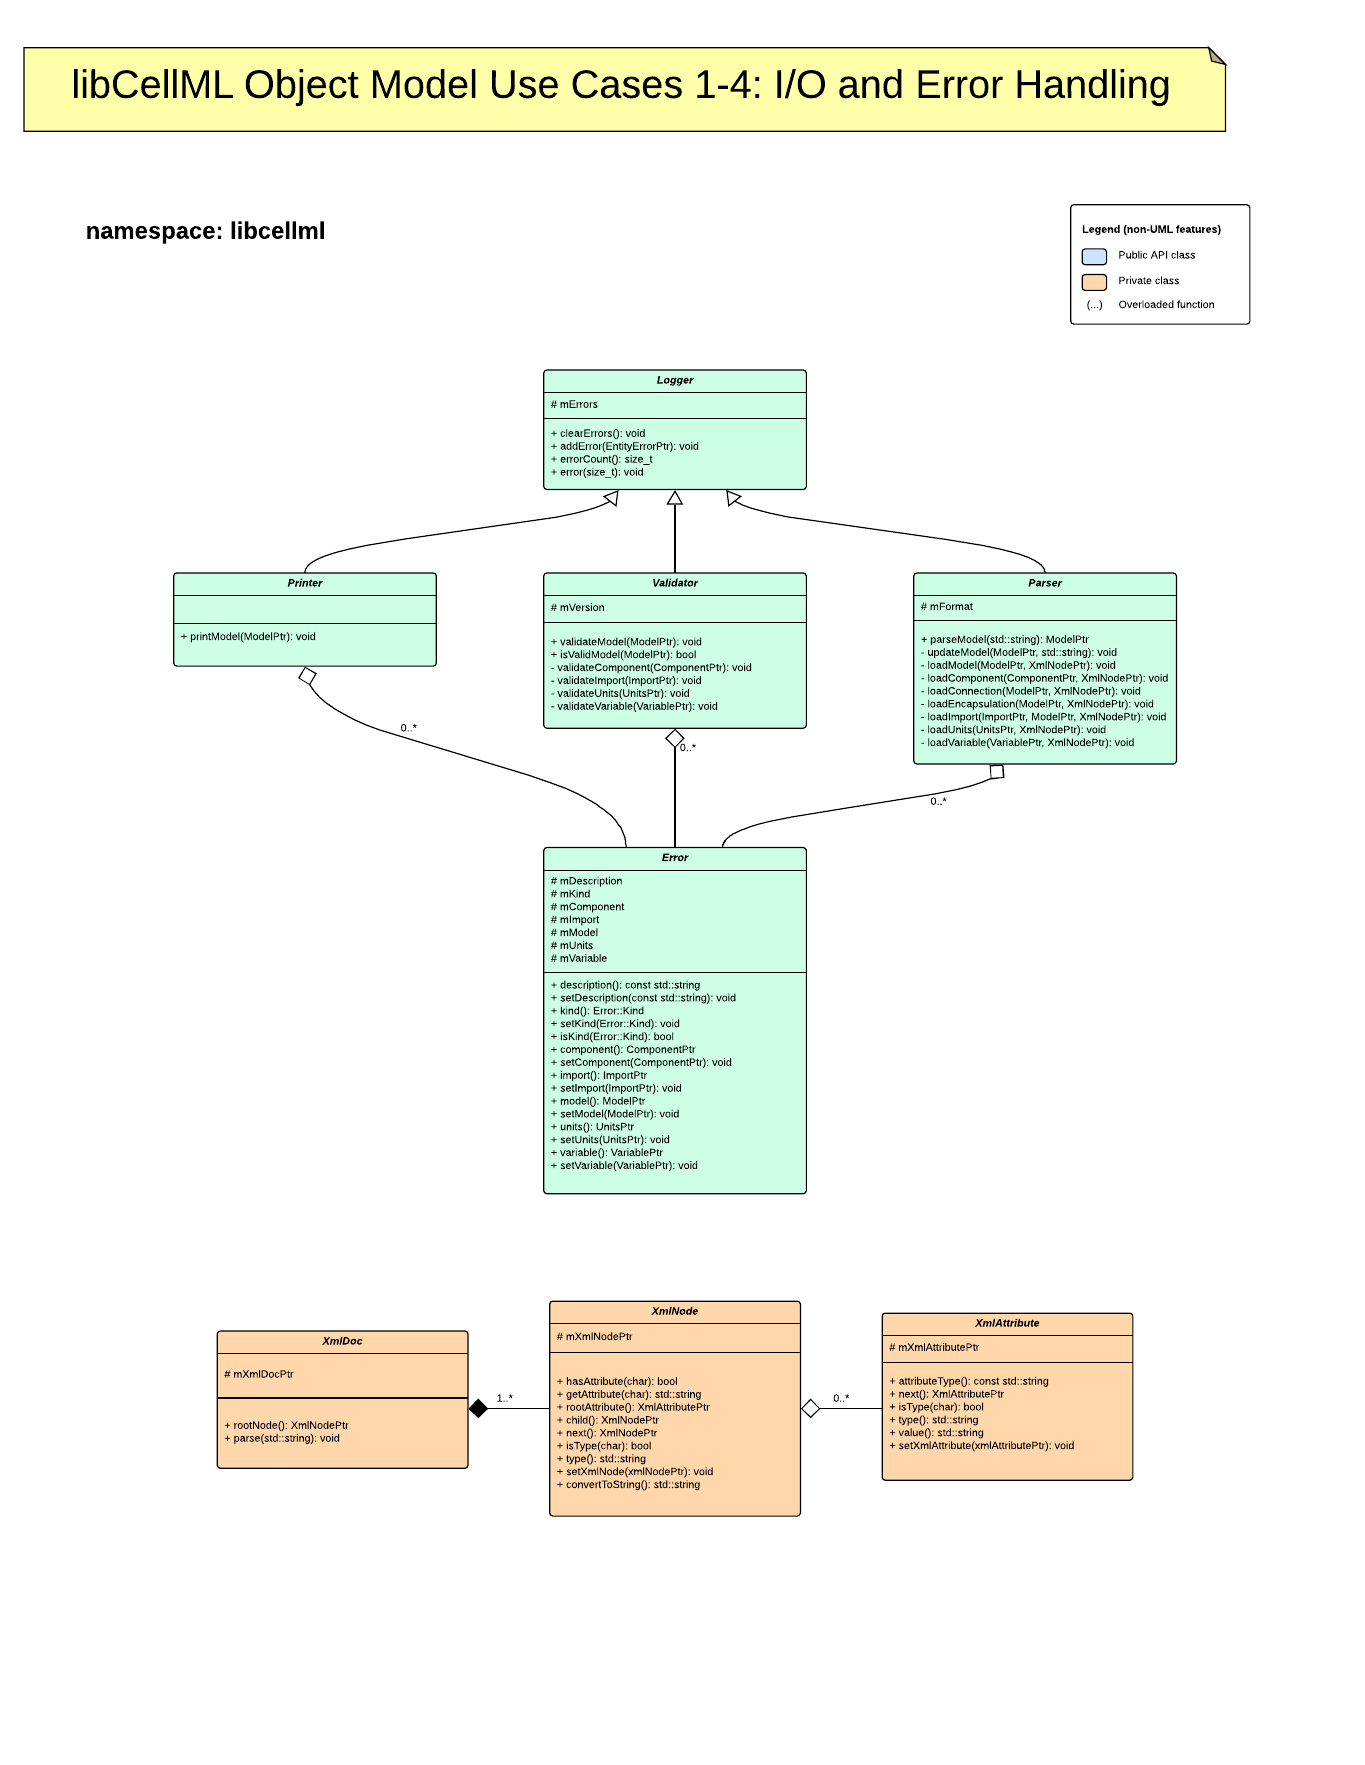 libCellML Object Model Use Cases 1-4: I/O and Error Handling
namespace: libcellml
Legend (non-UML features)
Public API class
Private class
(...) Overloaded function
Logger
# mErrors
+ clearErrors(): void
+ addError(EntityErrorPtr): void
+ errorCount(): size_t
+ error(size_t): void
Printer
+ printModel(ModelPtr): void
Validator
# mVersion
+ validateModel(ModelPtr): void
+ isValidModel(ModelPtr): bool
- validateComponent(ComponentPtr): void
- validateImport(ImportPtr): void
- validateUnits(UnitsPtr): void
- validateVariable(VariablePtr): void
Parser
# mFormat
+ parseModel(std::string): ModelPtr
- updateModel(ModelPtr, std::string): void
- loadModel(ModelPtr, XmlNodePtr): void
- loadComponent(ComponentPtr, XmlNodePtr): void
- loadConnection(ModelPtr, XmlNodePtr): void
- loadEncapsulation(ModelPtr, XmlNodePtr): void
- loadImport(ImportPtr, ModelPtr, XmlNodePtr): void
- loadUnits(UnitsPtr, XmlNodePtr): void
- loadVariable(VariablePtr, XmlNodePtr): void
0..*
0..*
0..*
Error
# mDescription
# mKind
# mComponent
# mImport
# mModel
# mUnits
# mVariable
+ description(): const std::string
+ setDescription(const std::string): void
+ kind(): Error::Kind
+ setKind(Error::Kind): void
+ isKind(Error::Kind): bool
+ component(): ComponentPtr
+ setComponent(ComponentPtr): void
+ import(): ImportPtr
+ setImport(ImportPtr): void
+ model(): ModelPtr
+ setModel(ModelPtr): void
+ units(): UnitsPtr
+ setUnits(UnitsPtr): void
+ variable(): VariablePtr
+ setVariable(VariablePtr): void
XmlDoc
# mXmlDocPtr
+ rootNode(): XmlNodePtr
+ parse(std::string): void
1..*
XmlNode
# mXmlNodePtr
+ hasAttribute(char): bool
+ getAttribute(char): std::string
+ rootAttribute(): XmlAttributePtr
+ child(): XmlNodePtr
+ next(): XmlNodePtr
+ isType(char): bool
+ type(): std::string
+ setXmlNode(xmlNodePtr): void
+ convertToString(): std::string
0..*
XmlAttribute
# mXmlAttributePtr
+ attributeType(): const std::string
+ next(): XmlAttributePtr
+ isType(char): bool
+ type(): std::string
+ value(): std::string
+ setXmlAttribute(xmlAttributePtr): void